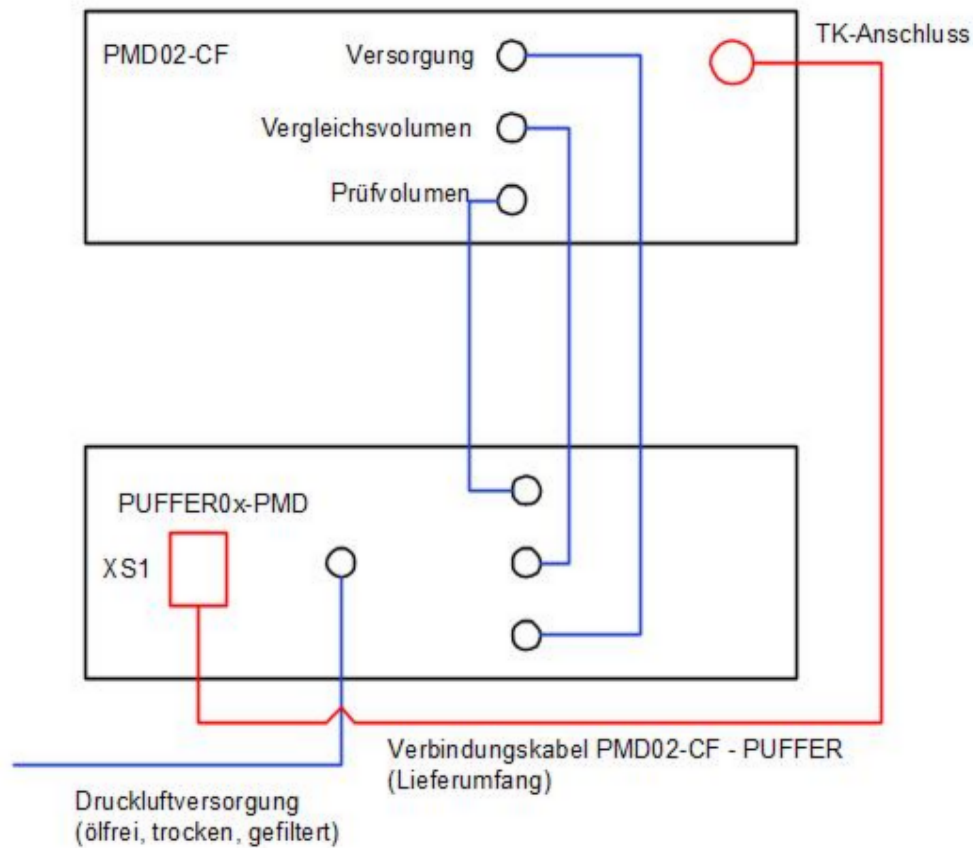 TK-Anschluss
PMD02-CF
Versorgung
Vergleichsvolumen
Prüfvolumen
PUFFER0x-PMD
XS1
Verbindungskabel PMD02-CF - PUFFER
(Lieferumfang)
Druckluftversorgung
(ölfrei, trocken, gefiltert)